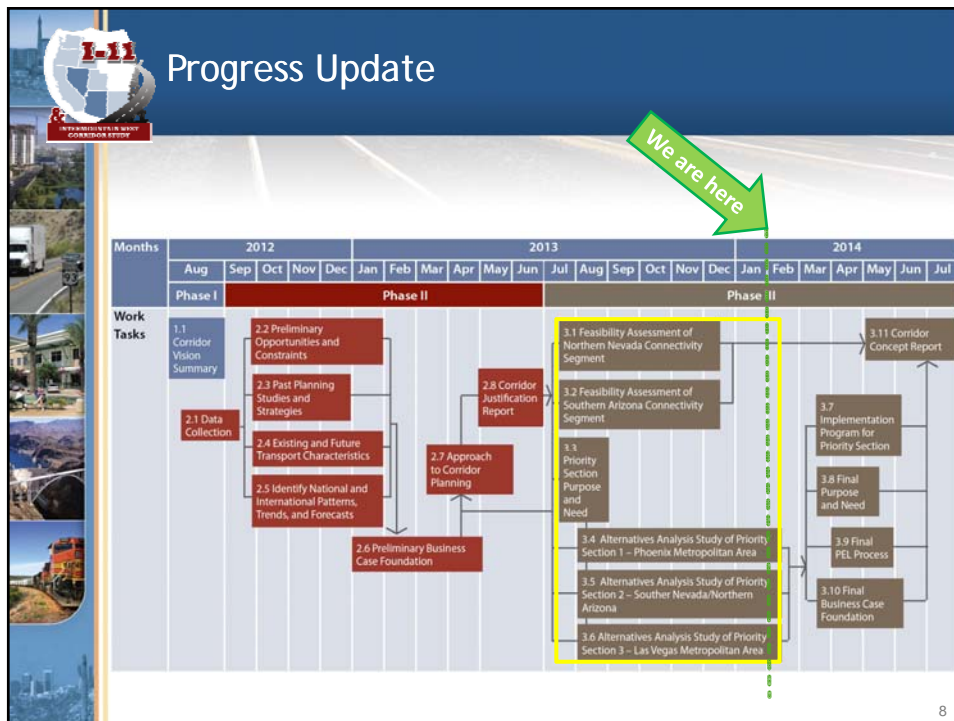 I-11
&
INTERMOUNTAIN WEST
CORRIDOR STUDY
Progress Update
We are here
Months
2012
2013
2014
Aug Sep Oct Nov Dec Jan Feb Mar Apr May Jun Jul Aug Sep Oct Nov Dec Jan Feb Mar Apr May Jun Jul
Phase I
Phase II
Phase III
Work
Tasks
1.1
Corridor
Vision
Summary
2.1 Data
Collection
2.2 Preliminary
Opportunities and
Constraints
2.3 Past Planning
Studies and
Strategies
2.4 Existing and Future
Transport Characteristics
2.5 Identify National and
International Patterns,
Trends, and Forecasts
2.6 Preliminary Business
Case Foundation
2.7 Approach
to Corridor
Planning
2.8 Corridor
Justification
Report
3.1 Feasibility Assessment of
Northern Nevada Connectivity
Segment
3.2 Feasibility Assessment of
Southern Arizona Connectivity
Segment
3.3
Priority
Section
Purpose
and
Need
3.4 Alternatives Analysis Study of Priority
Section 1 – Phoenix Metropolitan Area
3.5 Alternatives Analysis Study of Priority
Section 2 – Souther Nevada/Northern
Arizona
3.6 Alternatives Analysis Study of Priority
Section 3 – Las Vegas Metropolitan Area
3.11 Corridor
Concept Report
3.7
Implementation
Program for
Priority Section
3.8 Final
Purpose
and Need
3.9 Final
PEL Process
3.10 Final
Business Case
Foundation
8